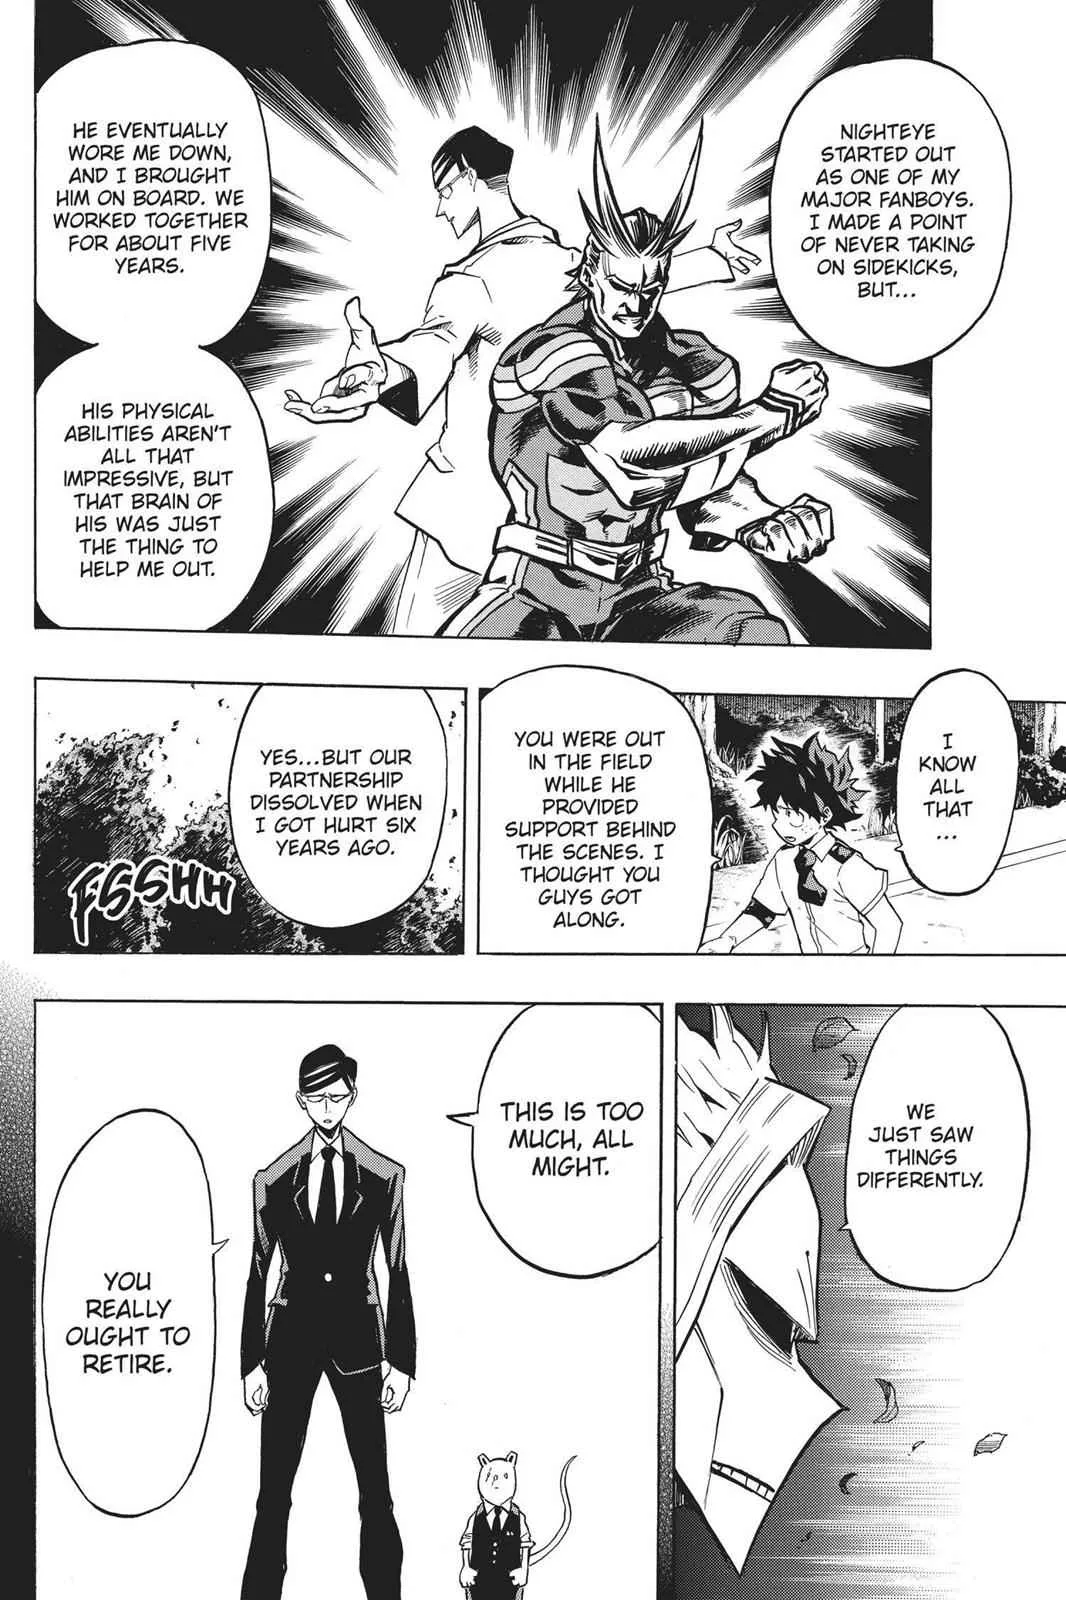 NIGHTEYE
STARTED OUT
AS ONE OF MY
MAJOR FANBOYS.
I MADE A POINT
OF NEVER TAKING
ON SIDEKICKS,
BUT...
HE EVENTUALLY
WORE ME DOWN,
AND I BROUGHT
HIM ON BOARD. WE
WORKED TOGETHER
FOR ABOUT FIVE
YEARS.
HIS PHYSICAL
ABILITIES AREN'T
ALL THAT
IMPRESSIVE, BUT
THAT BRAIN OF
HIS WAS JUST
THE THING TO
HELP ME OUT.
I
KNOW
ALL
THAT
...
YOU WERE OUT
IN THE FIELD
WHILE HE
PROVIDED
SUPPORT BEHIND
THE SCENES. I
THOUGHT YOU
GUYS GOT
ALONG.
YES...BUT OUR
PARTNERSHIP
DISSOLVED WHEN
I GOT HURT SIX
YEARS AGO.
FSSHH
WE
JUST SAW
THINGS
DIFFERENTLY.
THIS IS TOO
MUCH, ALL
MIGHT.
YOU
REALLY
OUGHT TO
RETIRE.